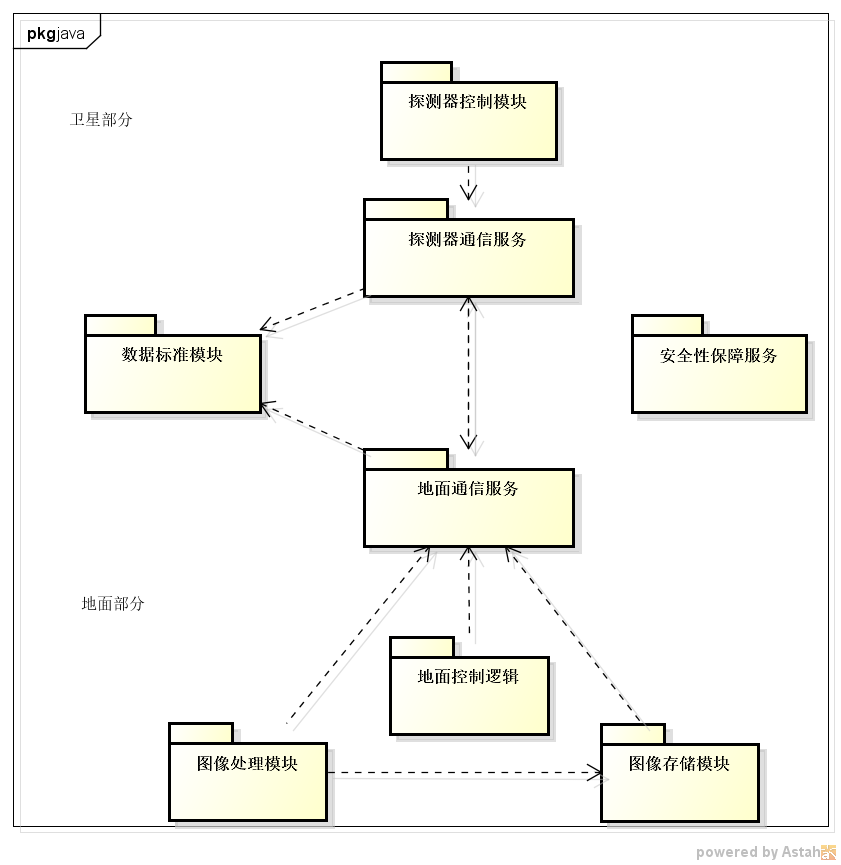 pkg java
探测器控制模块
卫星部分
探测器通信服务
数据标准模块
安全性保障服务
地面通信服务
地面部分
地面控制逻辑
图像处理模块
图像存储模块
powered by Astah